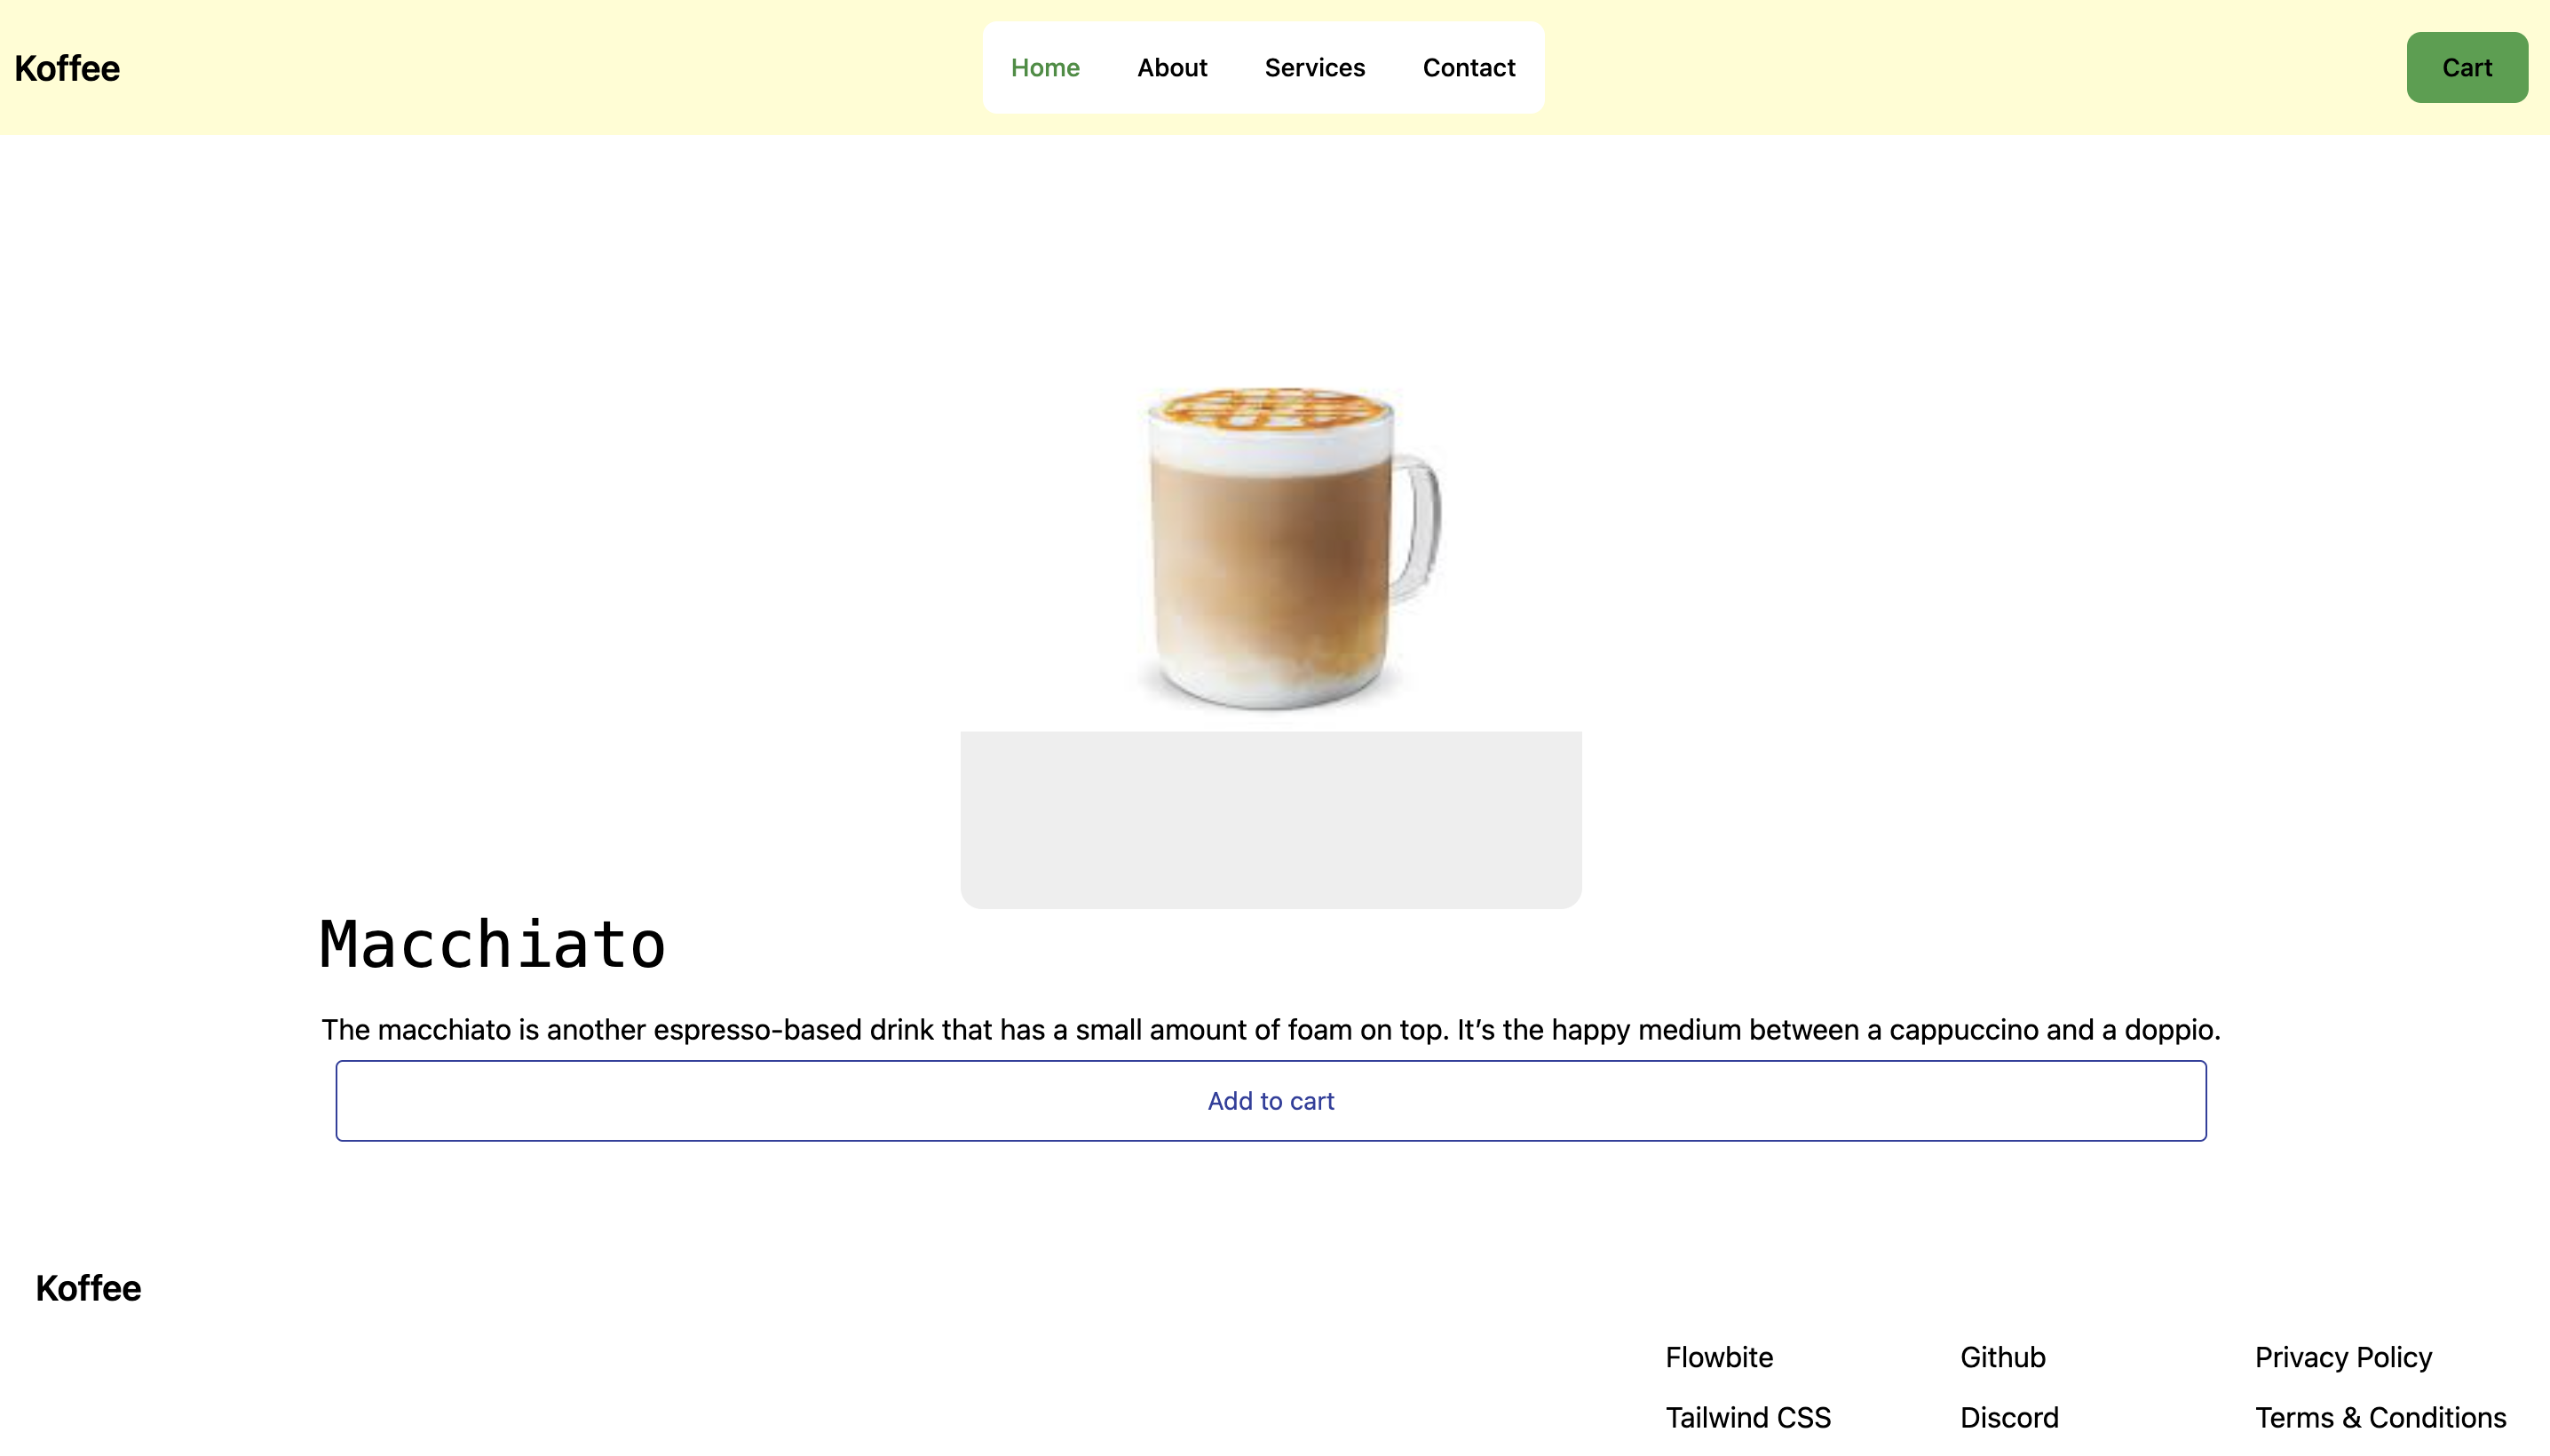 Koffee
Home About Services Contact
Cart
Macchiato
The macchiato is another espresso-based drink that has a small amount of foam on top. It’s the happy medium between a cappuccino and a doppio.
Add to cart
Koffee
Flowbite Github Privacy Policy
Tailwind CSS Discord Terms & Conditions